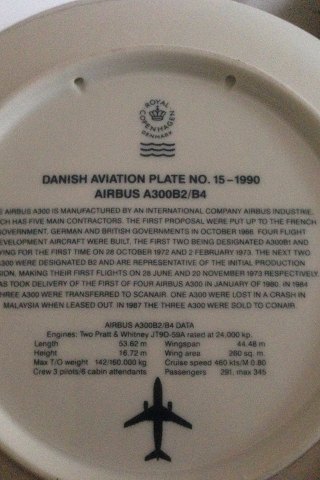 ROYAL COPENHAGEN
DENMARK
DANISH AVIATION PLATE NO. 15–1990
AIRBUS A300B2/B4
AIRBUS A300 IS MANUFACTURED BY AN INTERNATIONAL COMPANY AIRBUS INDUSTRIE,
HAS FIVE MAIN CONTRACTORS. THE FIRST PROPOSAL WERE PUT UP TO THE FRENCH
GOVERNMENT, GERMAN AND BRITISH GOVERNMENTS IN OCTOBER 1966. FOUR FLIGHT
DEVELOPMENT AIRCRAFT WERE BUILT, THE FIRST TWO BEING DESIGNATED A300B1 AND
FOR THE FIRST TIME ON 28 OCTOBER 1972 AND 2 FEBRUARY 1973. THE NEXT TWO
A300 WERE DESIGNATED B2 AND ARE REPRESENTATIVE OF THE INITIAL PRODUCTION
MAKING THEIR FIRST FLIGHTS ON 28 JUNE AND 20 NOVEMBER 1973 RESPECTIVELY.
TOOK DELIVERY OF THE FIRST OF FOUR AIRBUS A300 IN JANUARY OF 1980. IN 1984
THREE A300 WERE TRANSFERRED TO SCANAIR. ONE A300 WERE LOST IN A CRASH IN
MALAYSIA WHEN LEASED OUT IN 1987 THE THREE A300 WERE SOLD TO CONAIR.
AIRBUS A300B2/B4 DATA
Engines: Two Pratt & Whitney JT9D-59A rated at 24,000 kp.
Length 53.62 m Wingspan 44.48 m
Height 16.72 m Wing area 260 sq. m.
Max T/O weight 142/160.000 kg Cruise speed 460 kts/M 0.80
Crew 3 pilots/6 cabin attendants Passengers 291, max 345